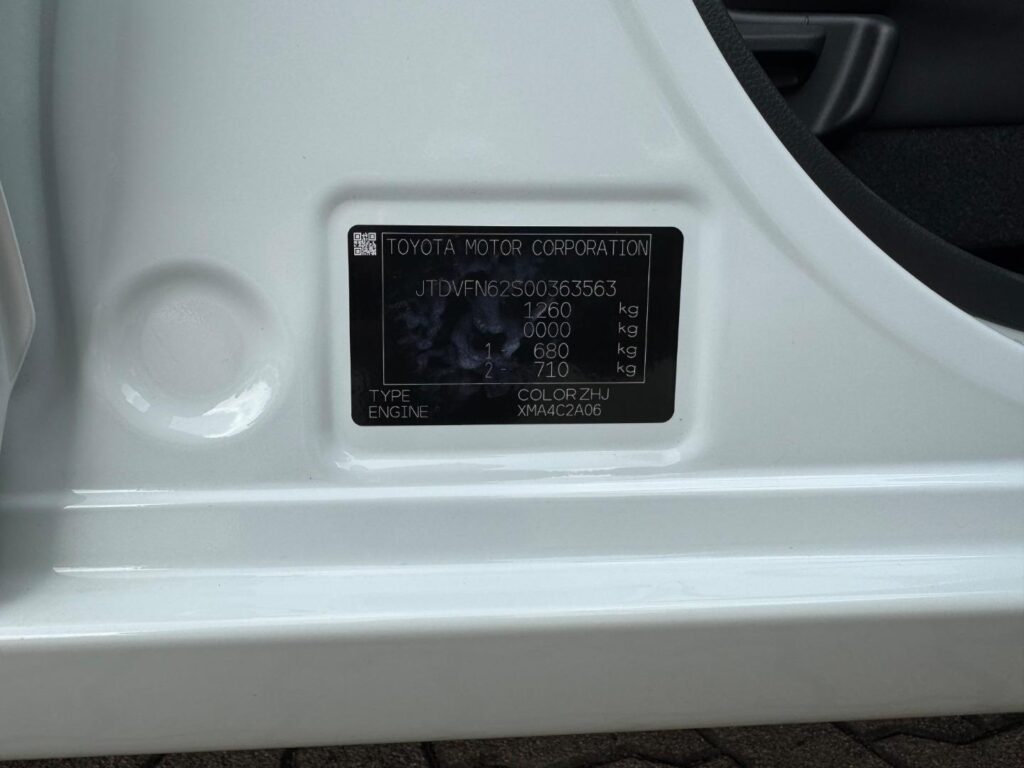 TOYOTA MOTOR CORPORATION
JTDVFN62S00363563
1260 kg
0000 kg
1 - 680 kg
2 - 710 kg
TYPE COLOR ZHJ
ENGINE XMA4C2A06